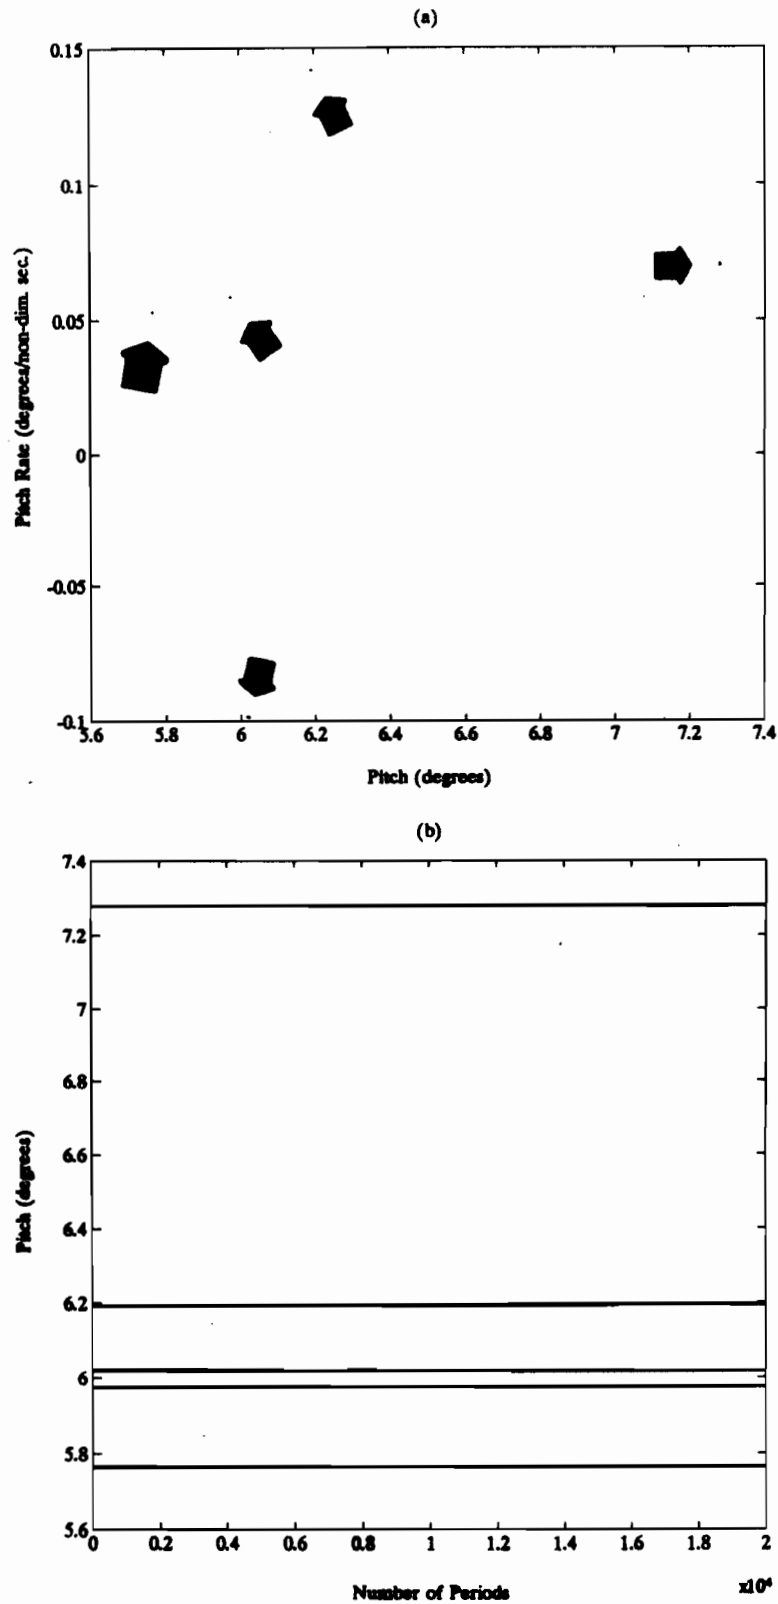 (a)
0.15
0.1
0.05
0
-0.05
-0.1
Pitch Rate (degrees/non-dim. sec.)
5.6 5.8 6 6.2 6.4 6.6 6.8 7 7.2 7.4
Pitch (degrees)
(b)
7.4
7.2
7
6.8
6.6
6.4
6.2
6
5.8
5.6
Pitch (degrees)
0 0.2 0.4 0.6 0.8 1 1.2 1.4 1.6 1.8 2
x10⁴
Number of Periods